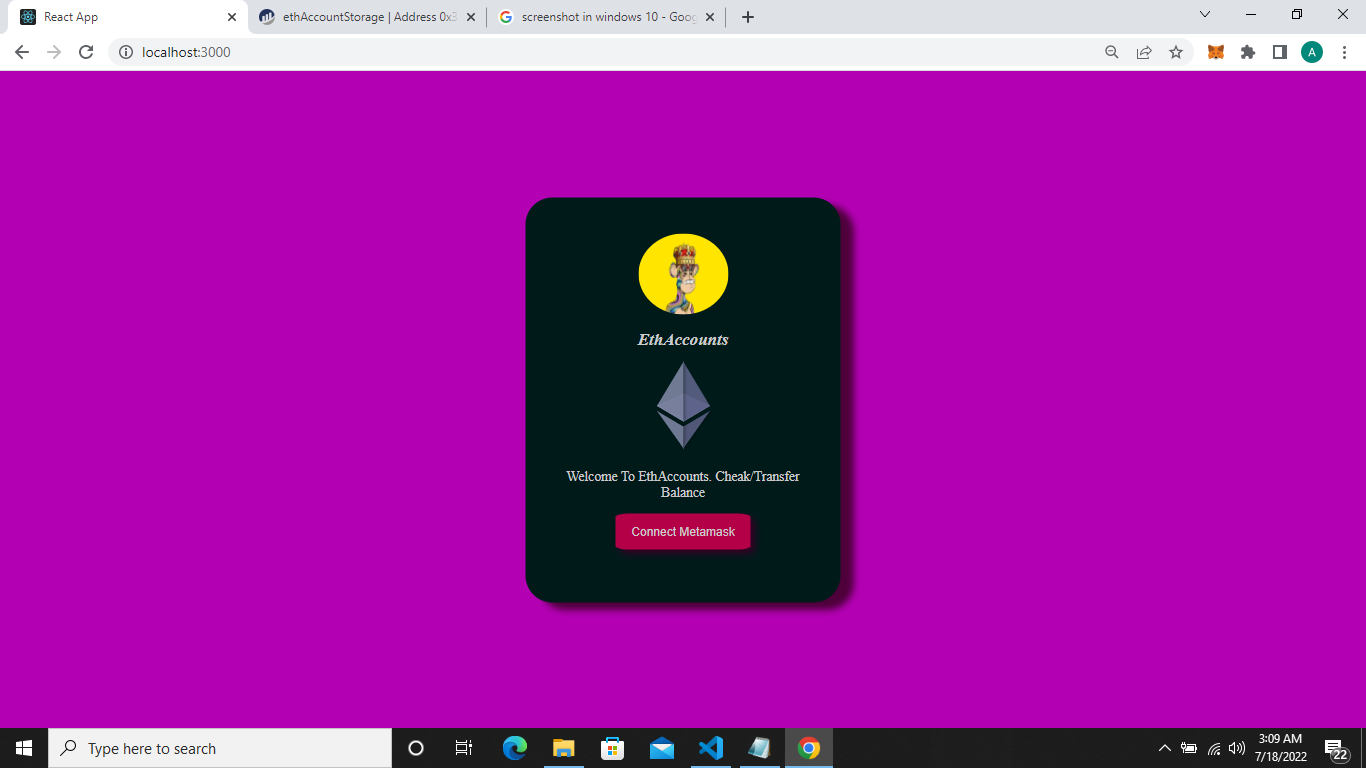 React App
ethAccountStorage | Address 0x3
screenshot in windows 10 - Goog
localhost:3000
A
EthAccounts
Welcome To EthAccounts. Cheak/Transfer
Balance
Connect Metamask
Type here to search
3:09 AM
7/18/2022
22